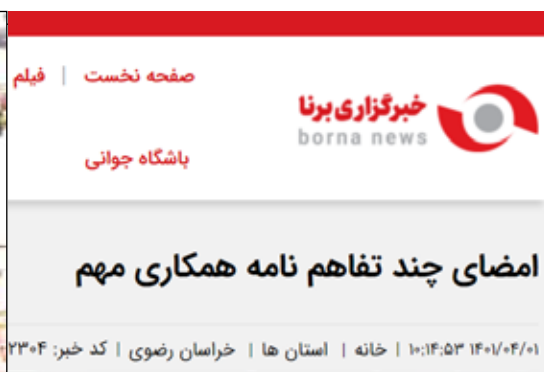 صفحه نخست | فیلم
خبرگزاری برنا
borna news
باشگاه جوانی
امضای چند تفاهم نامه همکاری مهم
۱۴۰۱/۰۴/۰۱ ۱۰:۱۴:۵۳ | خانه | استان ها | خراسان رضوی | کد خبر: ۰۲۳۰۴